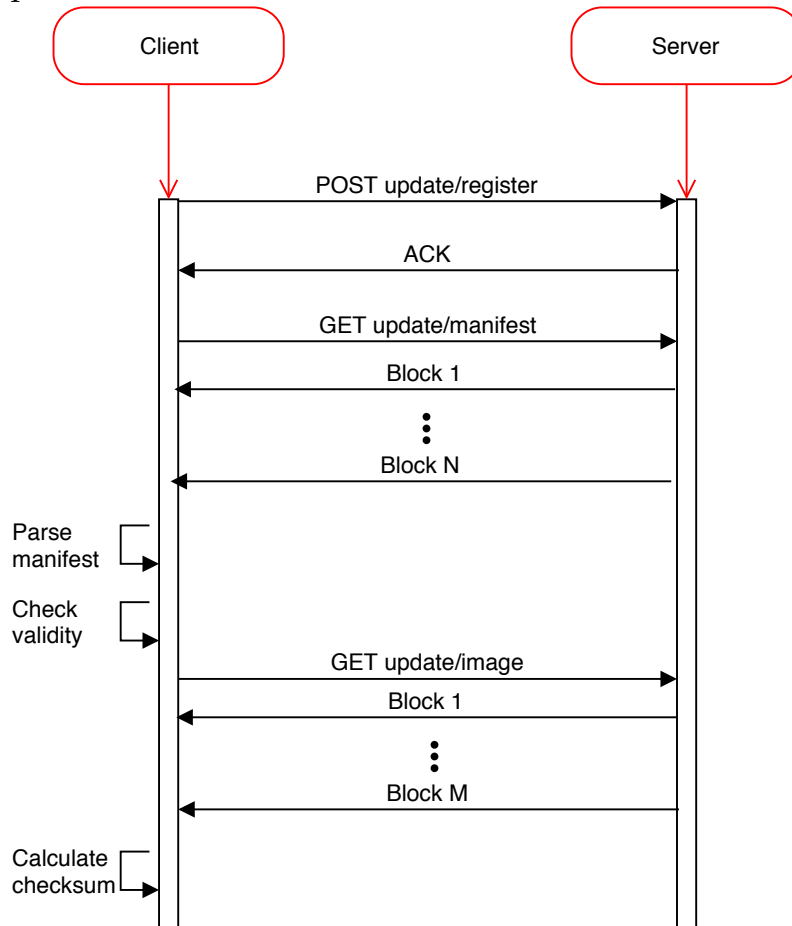 Client
Server
POST update/register
ACK
GET update/manifest
Block 1
Block N
Parse
manifest
Check
validity
GET update/image
Block 1
Block M
Calculate
checksum